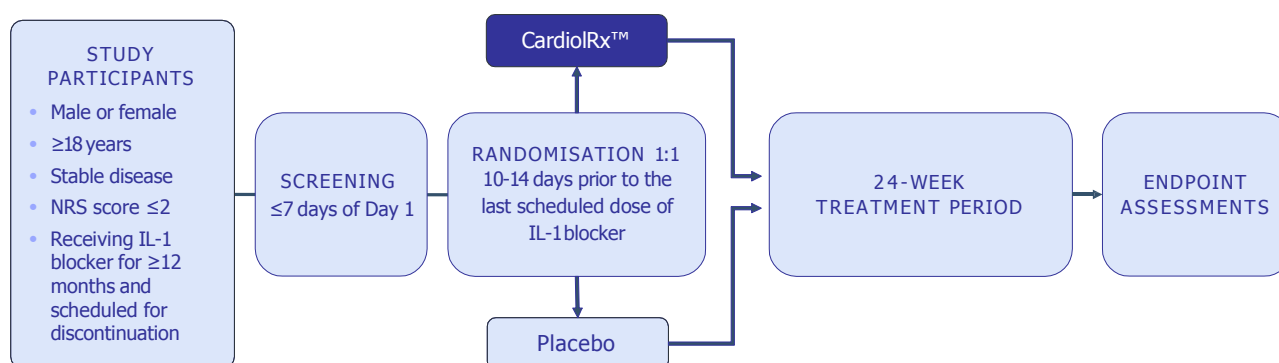 STUDY
PARTICIPANTS
• Male or female
• ≥18 years
• Stable disease
• NRS score ≤2
• Receiving IL-1
blocker for ≥12
months and
scheduled for
discontinuation
SCREENING
≤7 days of Day 1
CardiolRx™
RANDOMISATION 1:1
10-14 days prior to the
last scheduled dose of
IL-1 blocker
Placebo
24-WEEK
TREATMENT PERIOD
ENDPOINT
ASSESSMENTS